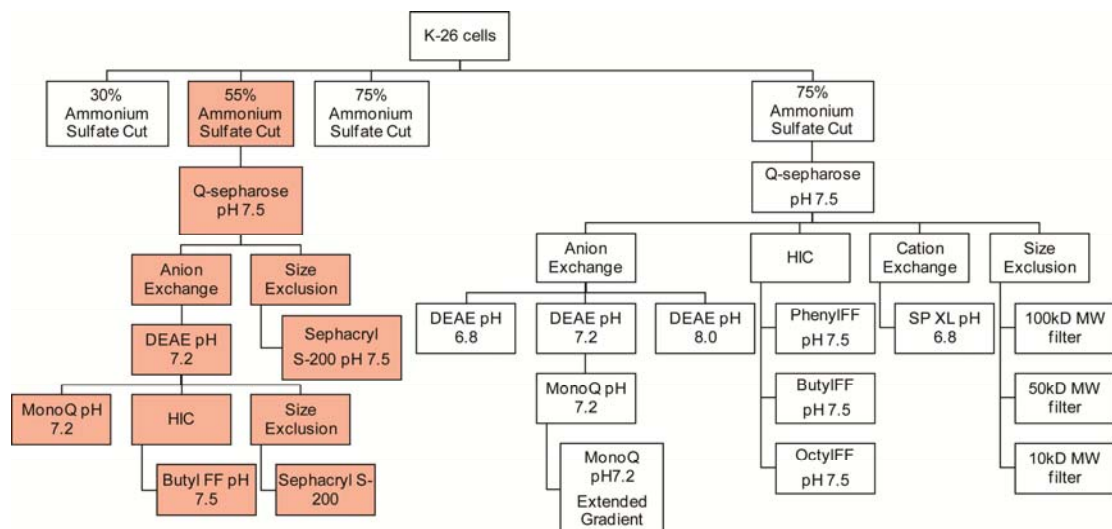 K-26 cells
30%
Ammonium
Sulfate Cut
55%
Ammonium
Sulfate Cut
75%
Ammonium
Sulfate Cut
75%
Ammonium
Sulfate Cut
Q-sepharose
pH 7.5
Anion
Exchange
Size
Exclusion
DEAE pH
7.2
Sephacryl
S-200 pH 7.5
MonoQ pH
7.2
HIC
Size
Exclusion
Butyl FF pH
7.5
Sephacryl S-
200
Q-sepharose
pH 7.5
Anion
Exchange
HIC
Cation
Exchange
Size
Exclusion
DEAE pH
6.8
DEAE pH
7.2
DEAE pH
8.0
MonoQ pH
7.2
MonoQ
pH7.2
Extended
Gradient
PhenylFF
pH 7.5
ButylFF
pH 7.5
OctylFF
pH 7.5
SP XL pH
6.8
100kD MW
filter
50kD MW
filter
10kD MW
filter